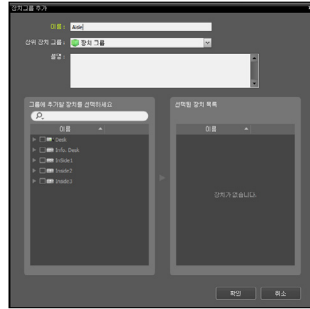 장치그룹 추가
이름 :
상위 장치 그룹 : 장치 그룹
설명 :
그룹에 추가할 장치를 선택하세요
이름
Desk
Info. Desk
Inside2
선택된 장치 목록
이름
장치가 없습니다.
확인 취소